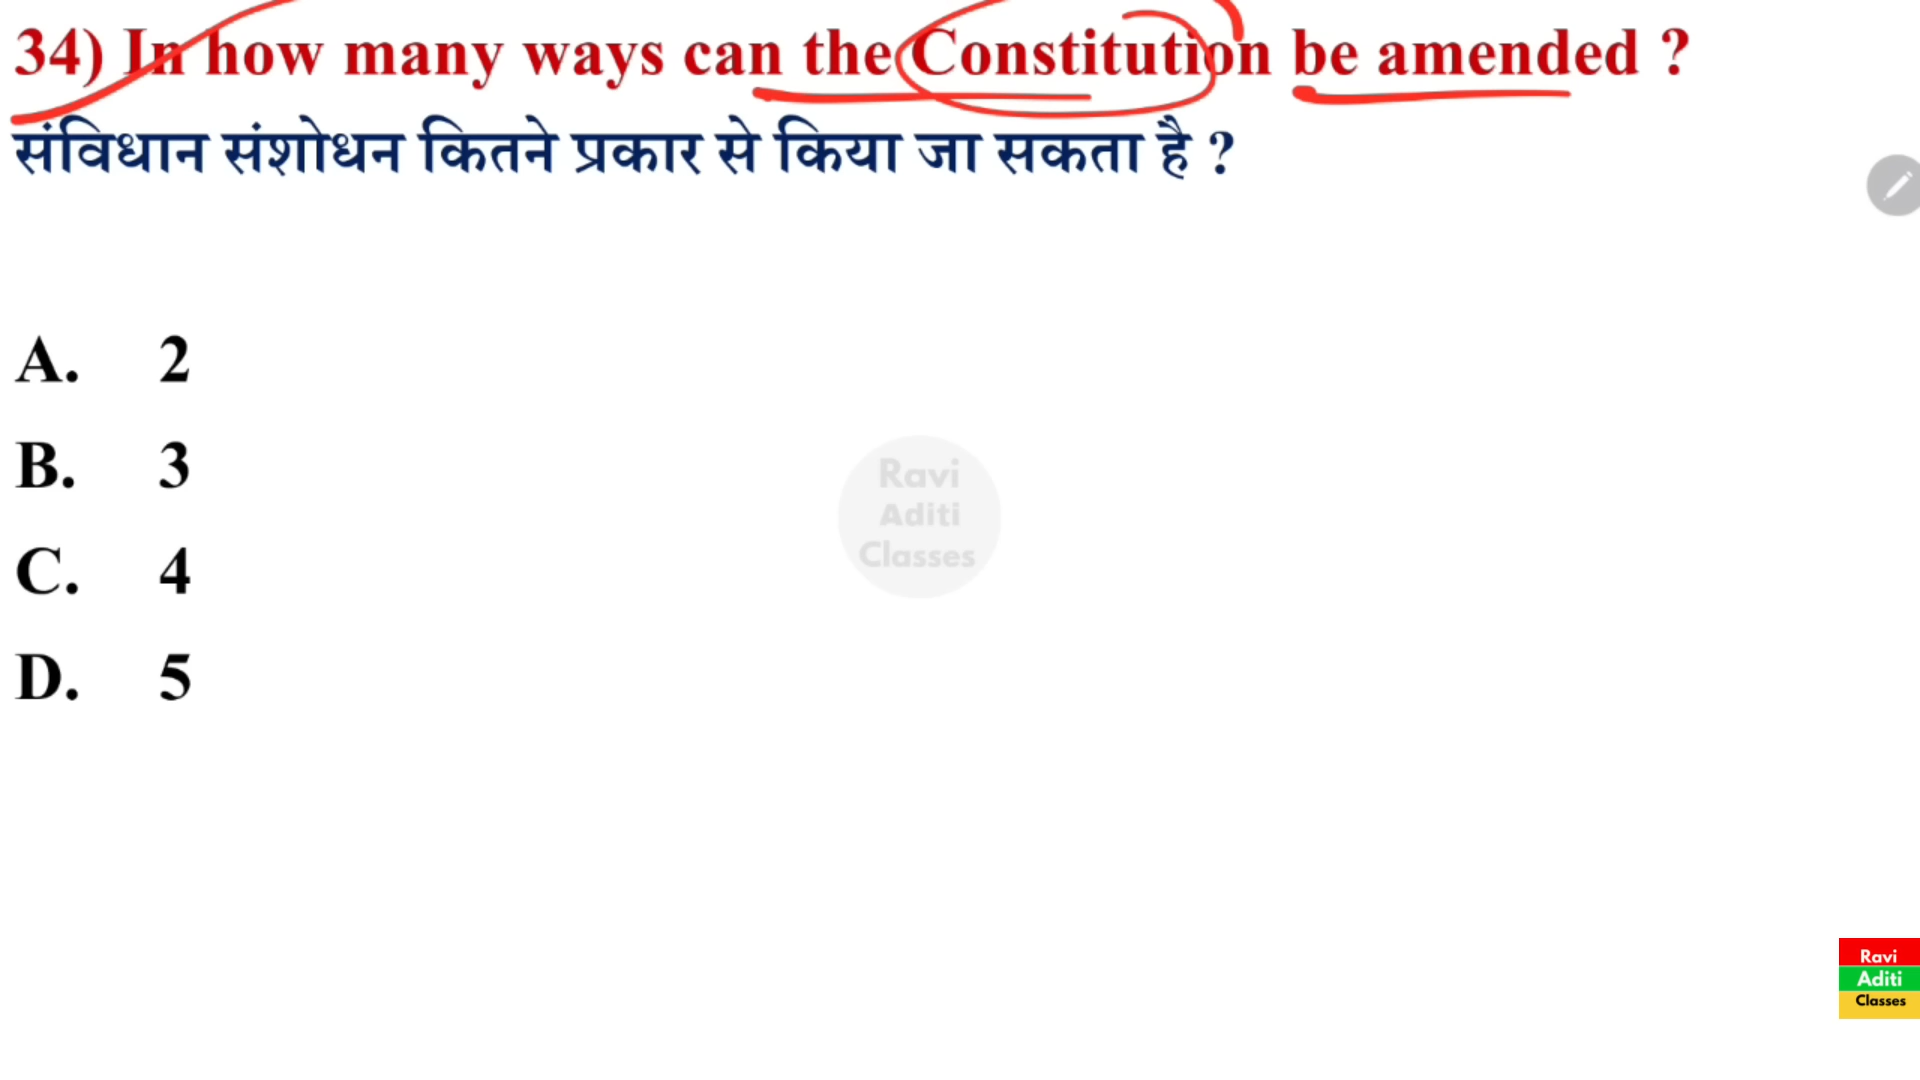 34) In how many ways can the Constitution be amended ?
संविधान संशोधन कितने प्रकार से किया जा सकता है ?
A. 2
B. 3
C. 4
D. 5
Ravi
Aditi
Classes
Ravi
Aditi
Classes